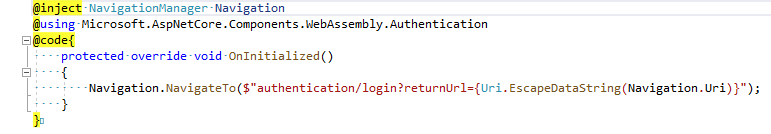 @inject NavigationManager Navigation
@using Microsoft.AspNetCore.Components.WebAssembly.Authentication
@code{
    protected override void OnInitialized()
    {
        Navigation.NavigateTo($"authentication/login?returnUrl={Uri.EscapeDataString(Navigation.Uri)}");
    }
}